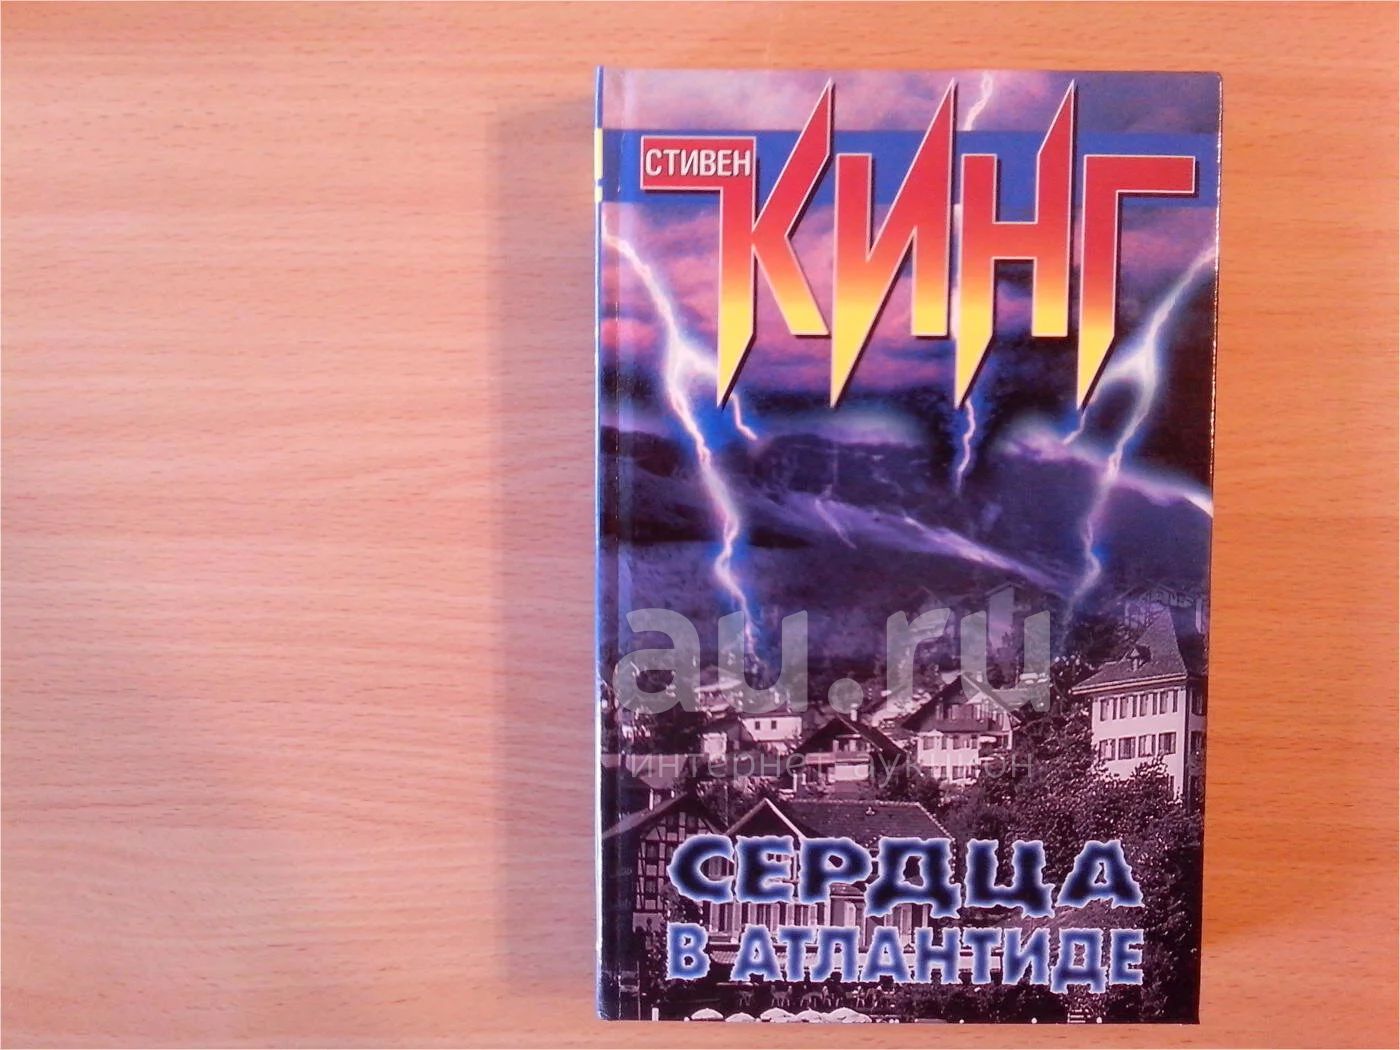 СТИВЕН
КИНГ
au.ru
интернет аукцион
СЕРДЦА
В АТЛАНТИДЕ